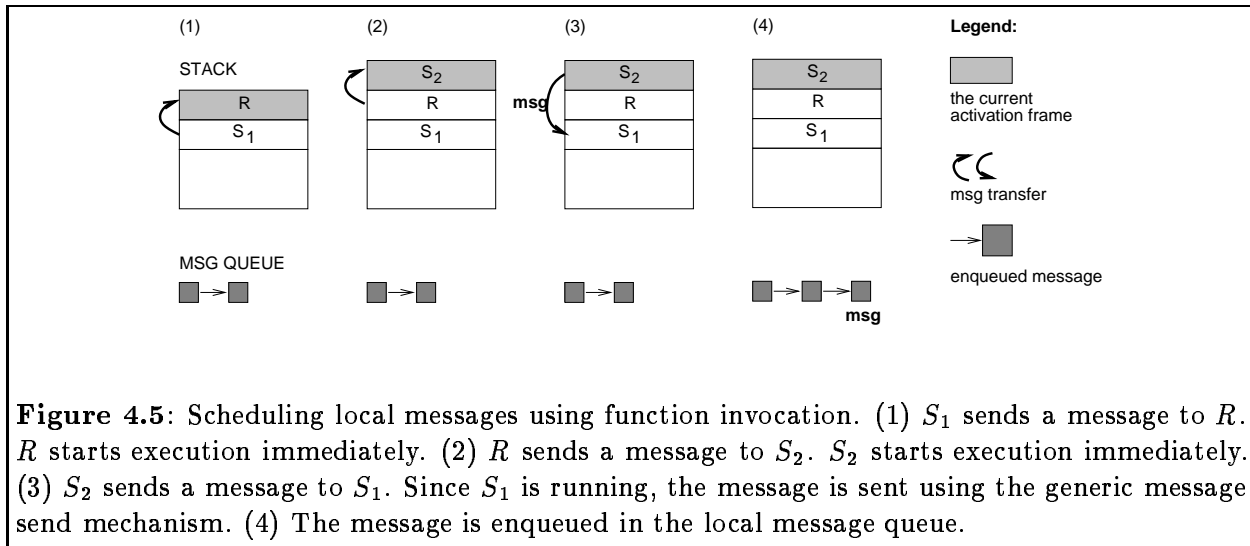 (1) (2) (3) (4) Legend:
STACK
R
S1
S2
R
S1
msg
S2
R
S1
S2
R
S1
the current
activation frame
msg transfer
MSG QUEUE
enqueued message
msg
Figure 4.5: Scheduling local messages using function invocation. (1) S1 sends a message to R.
R starts execution immediately. (2) R sends a message to S2. S2 starts execution immediately.
(3) S2 sends a message to S1. Since S1 is running, the message is sent using the generic message
send mechanism. (4) The message is enqueued in the local message queue.